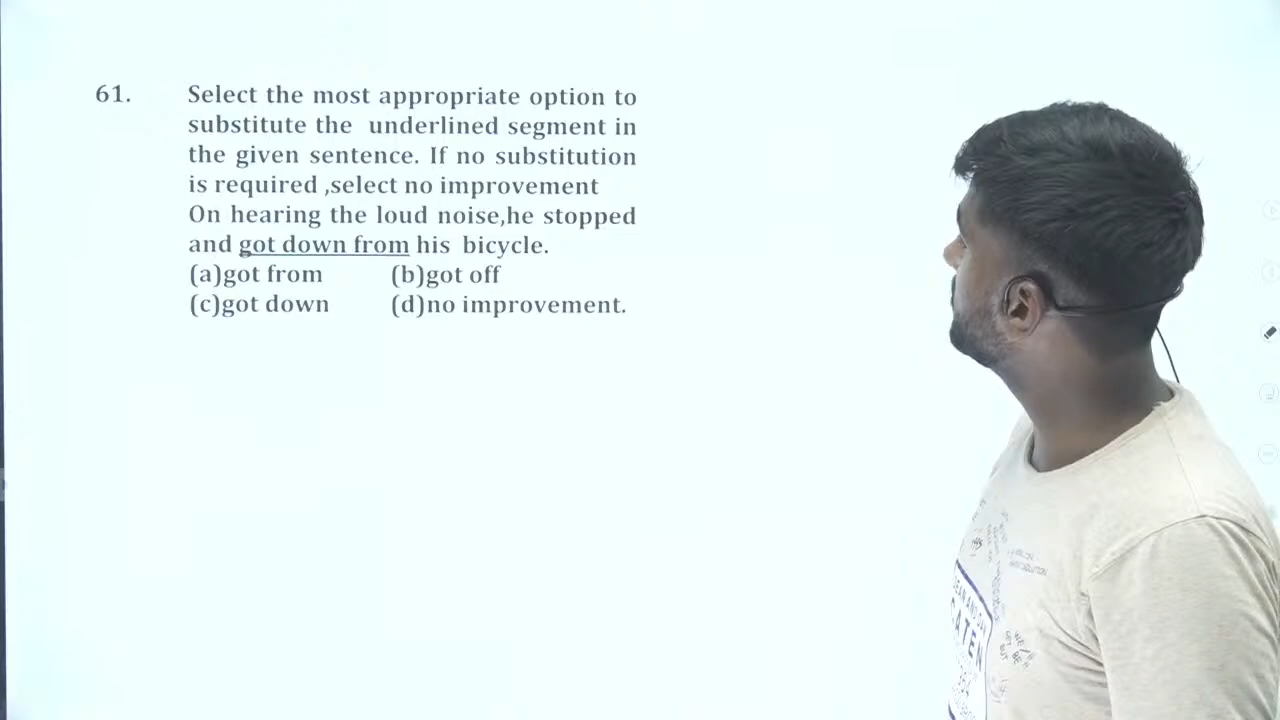 61. Select the most appropriate option to
substitute the underlined segment in
the given sentence. If no substitution
is required ,select no improvement
On hearing the loud noise,he stopped
and got down from his bicycle.
(a)got from (b)got off
(c)got down (d)no improvement.